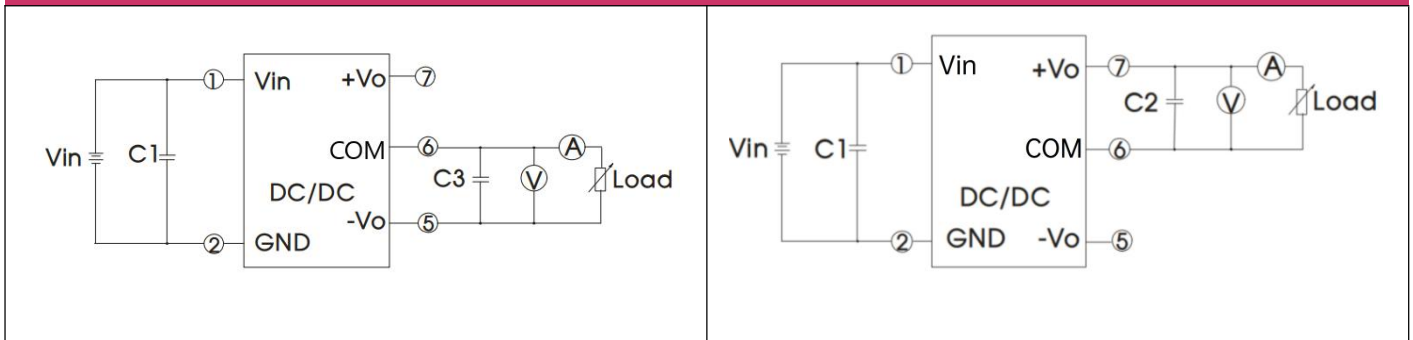 ① Vin +Vo ⑦
COM ⑥ A
Vin C1 C3 V Load
DC/DC
-Vo ⑤
② GND
① Vin +Vo ⑦ A
C2 V Load
Vin C1 COM ⑥
DC/DC
② GND -Vo ⑤